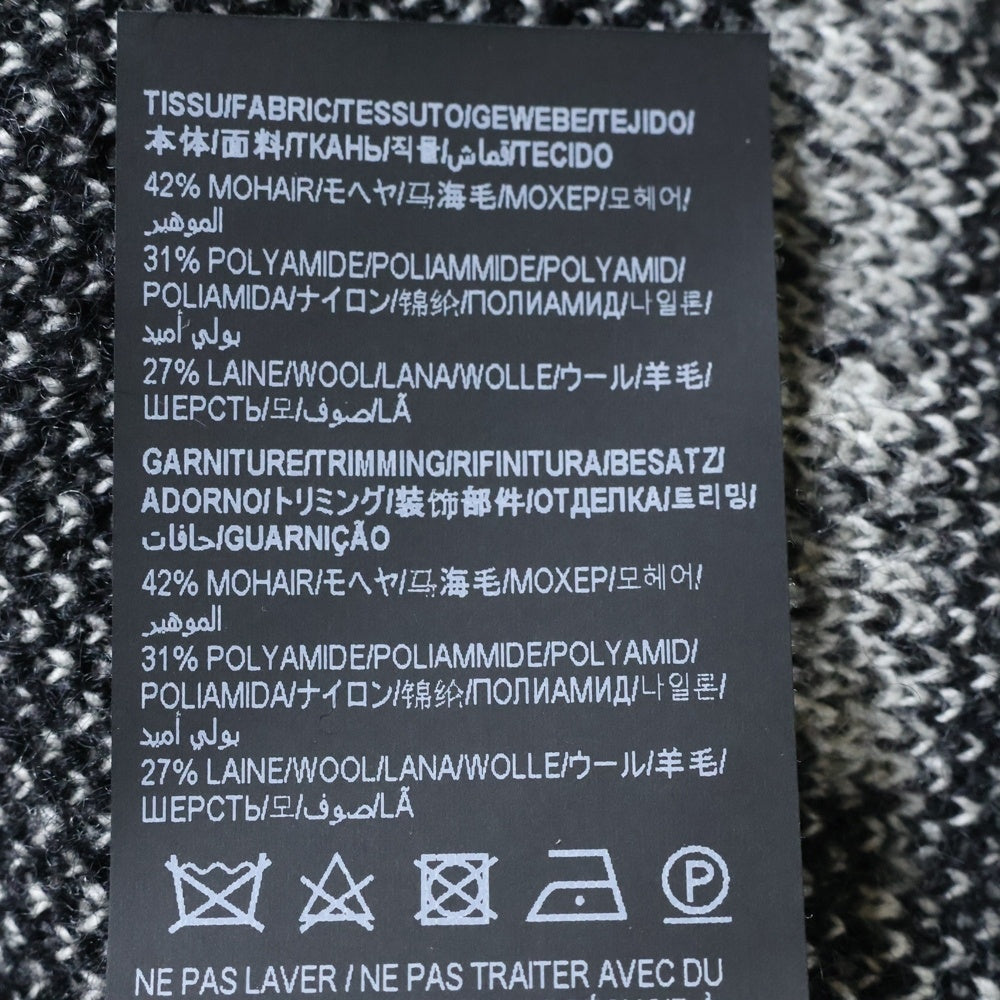 TISSU/FABRIC/TESSUTO/GEWEBE/TEJIDO/
本体/面料/ТКАНЬ/직물/قماش/TECIDO
42% MOHAIR/モヘヤ/马海毛/МОХЕР/모헤어/
الموهير
31% POLYAMIDE/POLIAMMIDE/POLYAMID/
POLIAMIDA/ナイロン/锦纶/ПОЛИАМИД/나일론/
بولي أميد
27% LAINE/WOOL/LANA/WOLLE/ウール/羊毛/
ШЕРСТЬ/모/صوف/LÃ
GARNITURE/TRIMMING/RIFINITURA/BESATZ/
ADORNO/トリミング/装饰部件/ОТДЕЛКА/트리밍/
حافات/GUARNIÇÃO
42% MOHAIR/モヘヤ/马海毛/МОХЕР/모헤어/
الموهير
31% POLYAMIDE/POLIAMMIDE/POLYAMID/
POLIAMIDA/ナイロン/锦纶/ПОЛИАМИД/나일론/
بولي أميد
27% LAINE/WOOL/LANA/WOLLE/ウール/羊毛/
ШЕРСТЬ/모/صوف/LÃ
P
NE PAS LAVER / NE PAS TRAITER AVEC DU